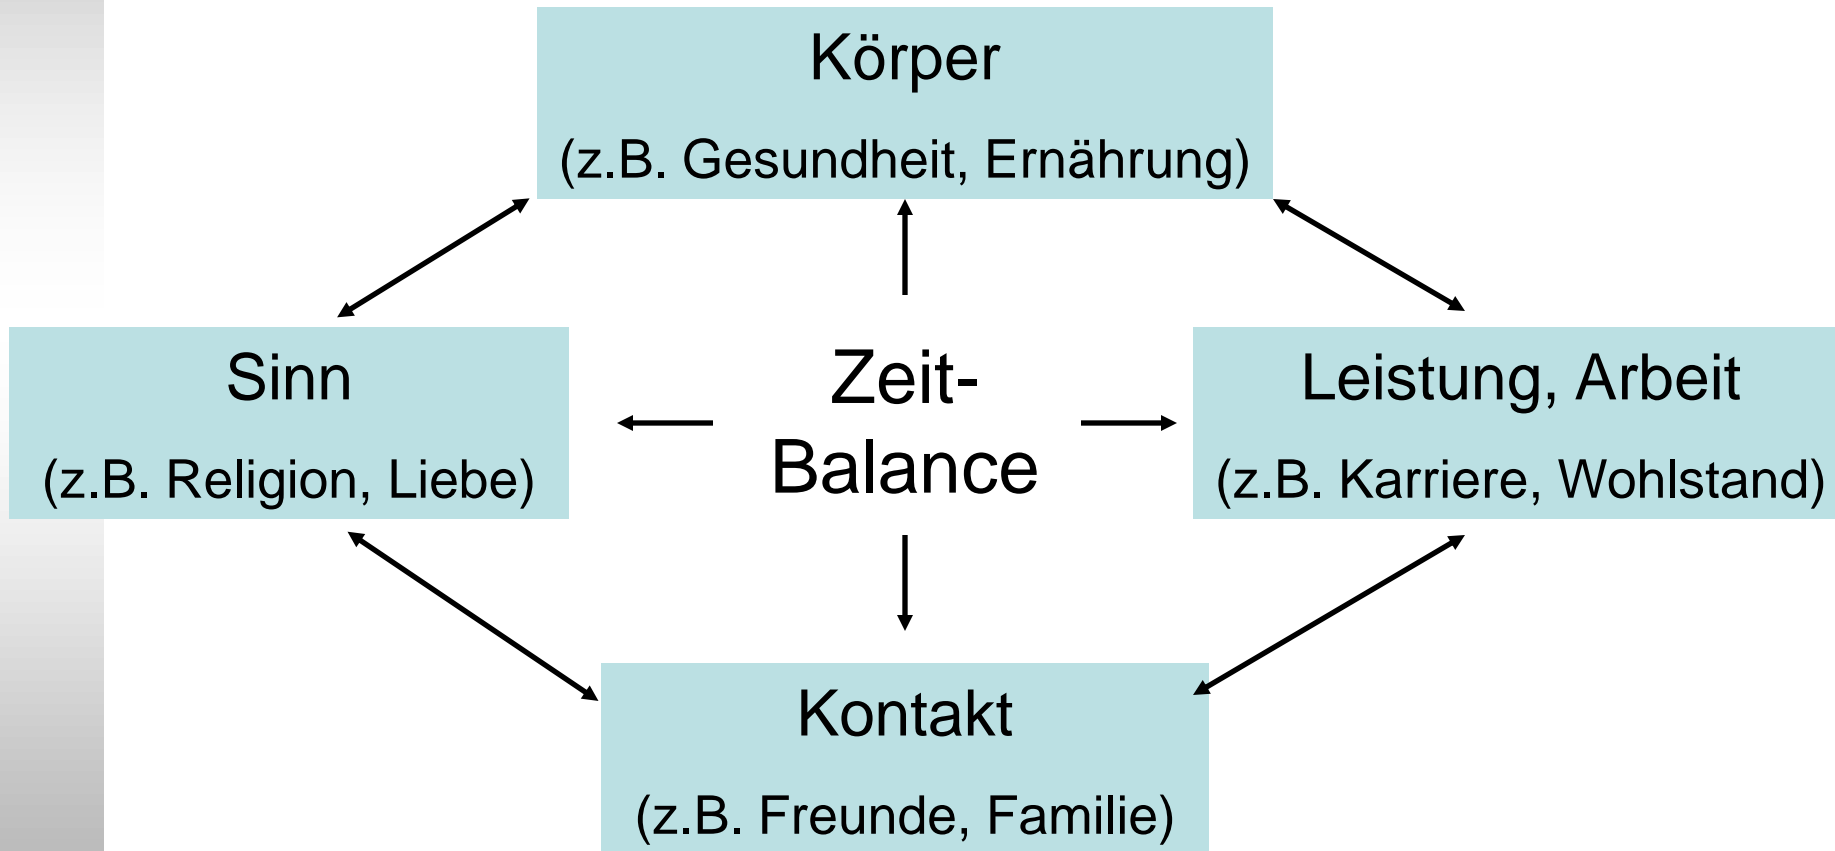 Körper
(z.B. Gesundheit, Ernährung)
Sinn
(z.B. Religion, Liebe)
Zeit-
Balance
Leistung, Arbeit
(z.B. Karriere, Wohlstand)
Kontakt
(z.B. Freunde, Familie)